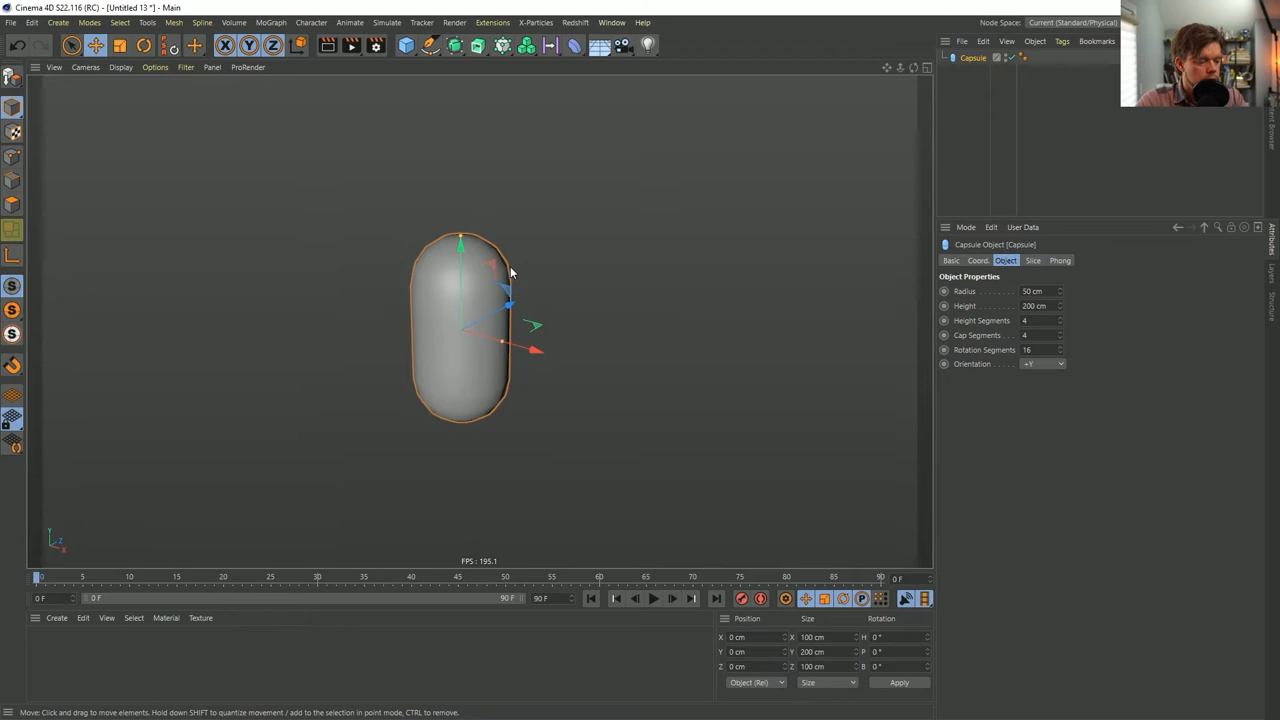 Cinema 4D S22.116 (RC) - [Untitled 13 *] - Main
File Edit Create Modes Select Tools Mesh Spline Volume MoGraph Character Animate Simulate Tracker Render Extensions X-Particles Redshift Window Help Node Space: Current (Standard/Physical)
X Y Z File Edit View Object Tags Bookmarks
View Cameras Display Options Filter Panel ProRender Capsule
Mode Edit User Data
Capsule Object [Capsule]
Basic Coord. Object Slice Phong
Object Properties
Radius 50 cm
Height 200 cm
Height Segments 4
Cap Segments 4
Rotation Segments 16
Orientation +Y
Attributes
Layers
Structure
S
S
S
Y
Z
X
FPS : 195.1
0 5 10 15 20 25 30 35 40 45 50 55 60 65 70 75 80 85 90 0 F
0 F 0 F 90 F 90 F P
Create Edit View Select Material Texture
Position Size Rotation
X 0 cm X 100 cm H 0 °
Y 0 cm Y 200 cm P 0 °
Z 0 cm Z 100 cm B 0 °
Object (Rel) Size Apply
Move: Click and drag to move elements. Hold down SHIFT to quantize movement / add to the selection in point mode, CTRL to remove.